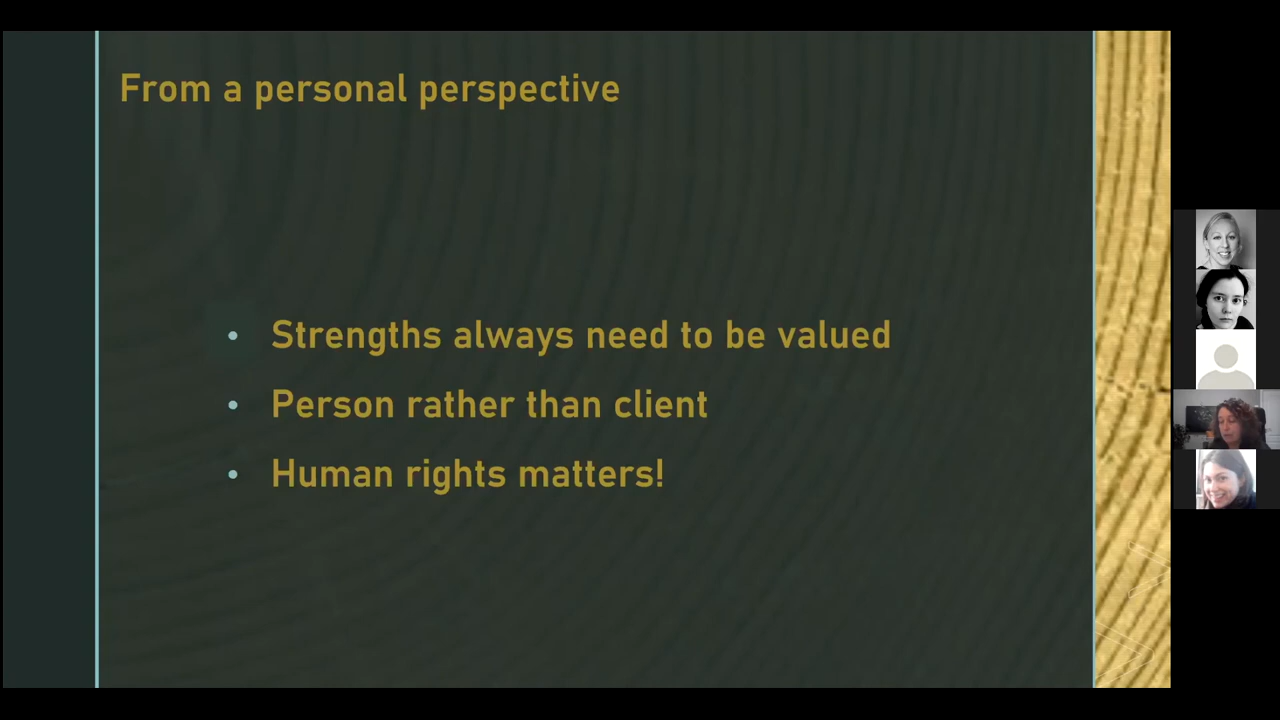 From a personal perspective
• Strengths always need to be valued
• Person rather than client
• Human rights matters!